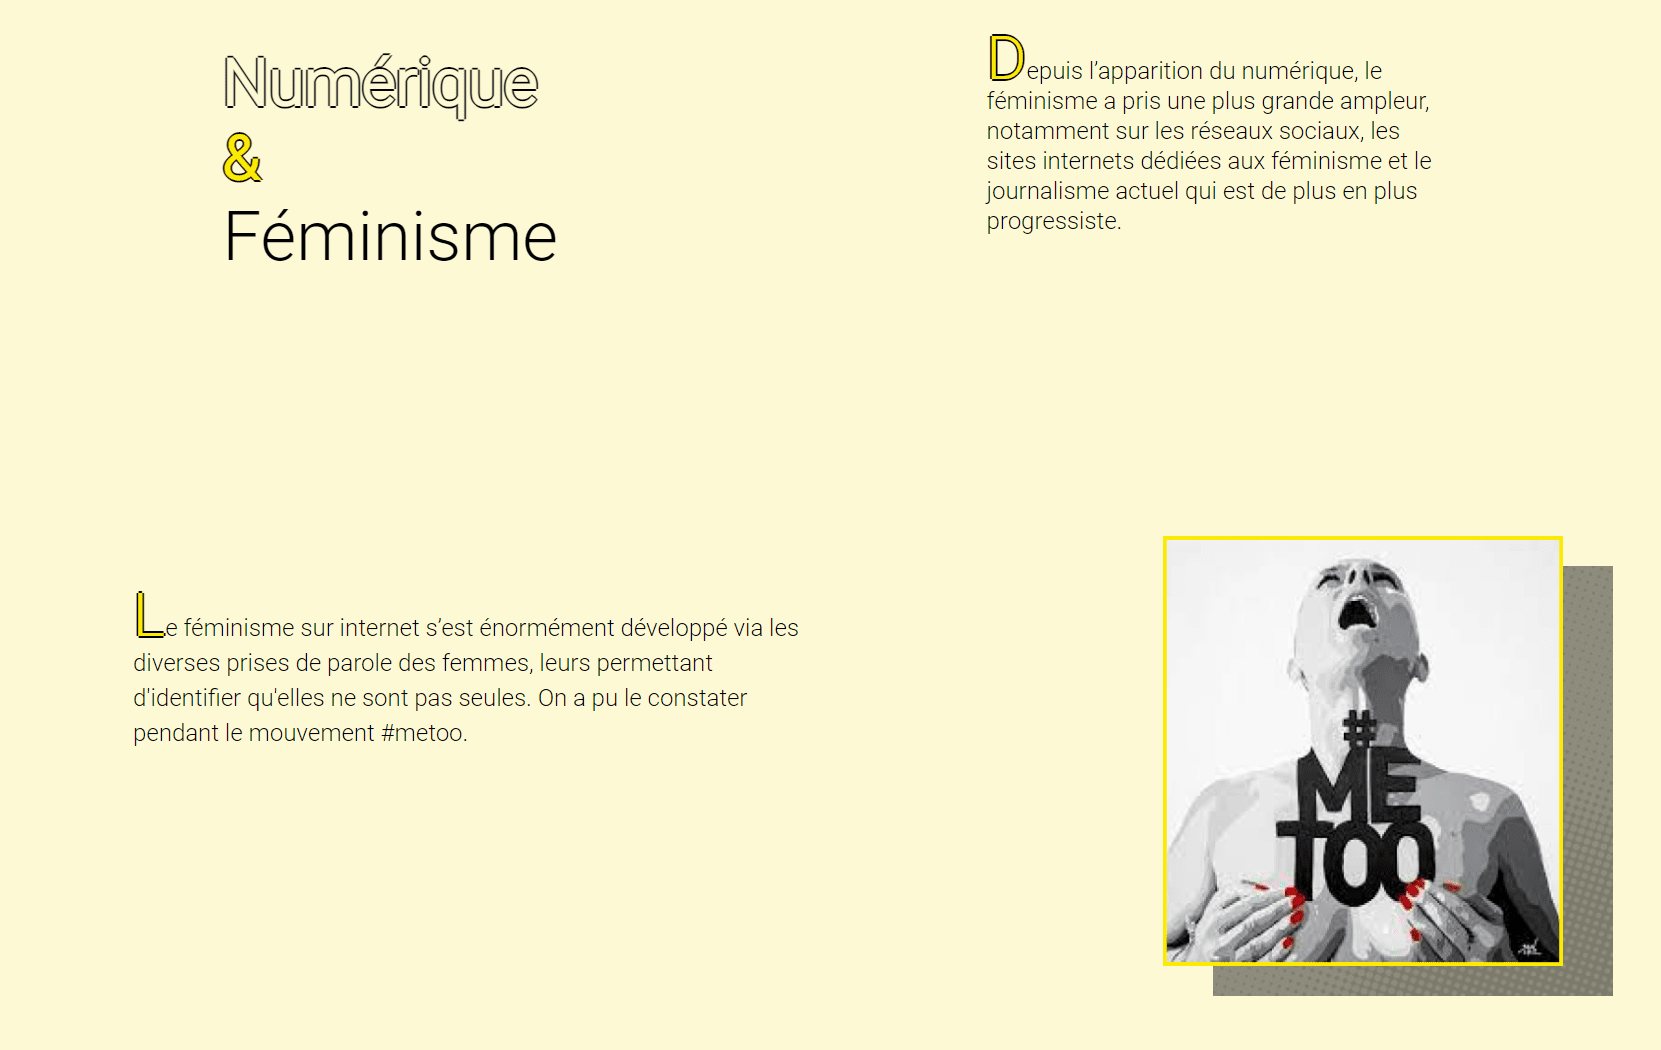 Numérique
&
Féminisme
Depuis l’apparition du numérique, le
féminisme a pris une plus grande ampleur,
notamment sur les réseaux sociaux, les
sites internets dédiées aux féminisme et le
journalisme actuel qui est de plus en plus
progressiste.
Le féminisme sur internet s’est énormément développé via les
diverses prises de parole des femmes, leurs permettant
d'identifier qu'elles ne sont pas seules. On a pu le constater
pendant le mouvement #metoo.
#
ME
TOO